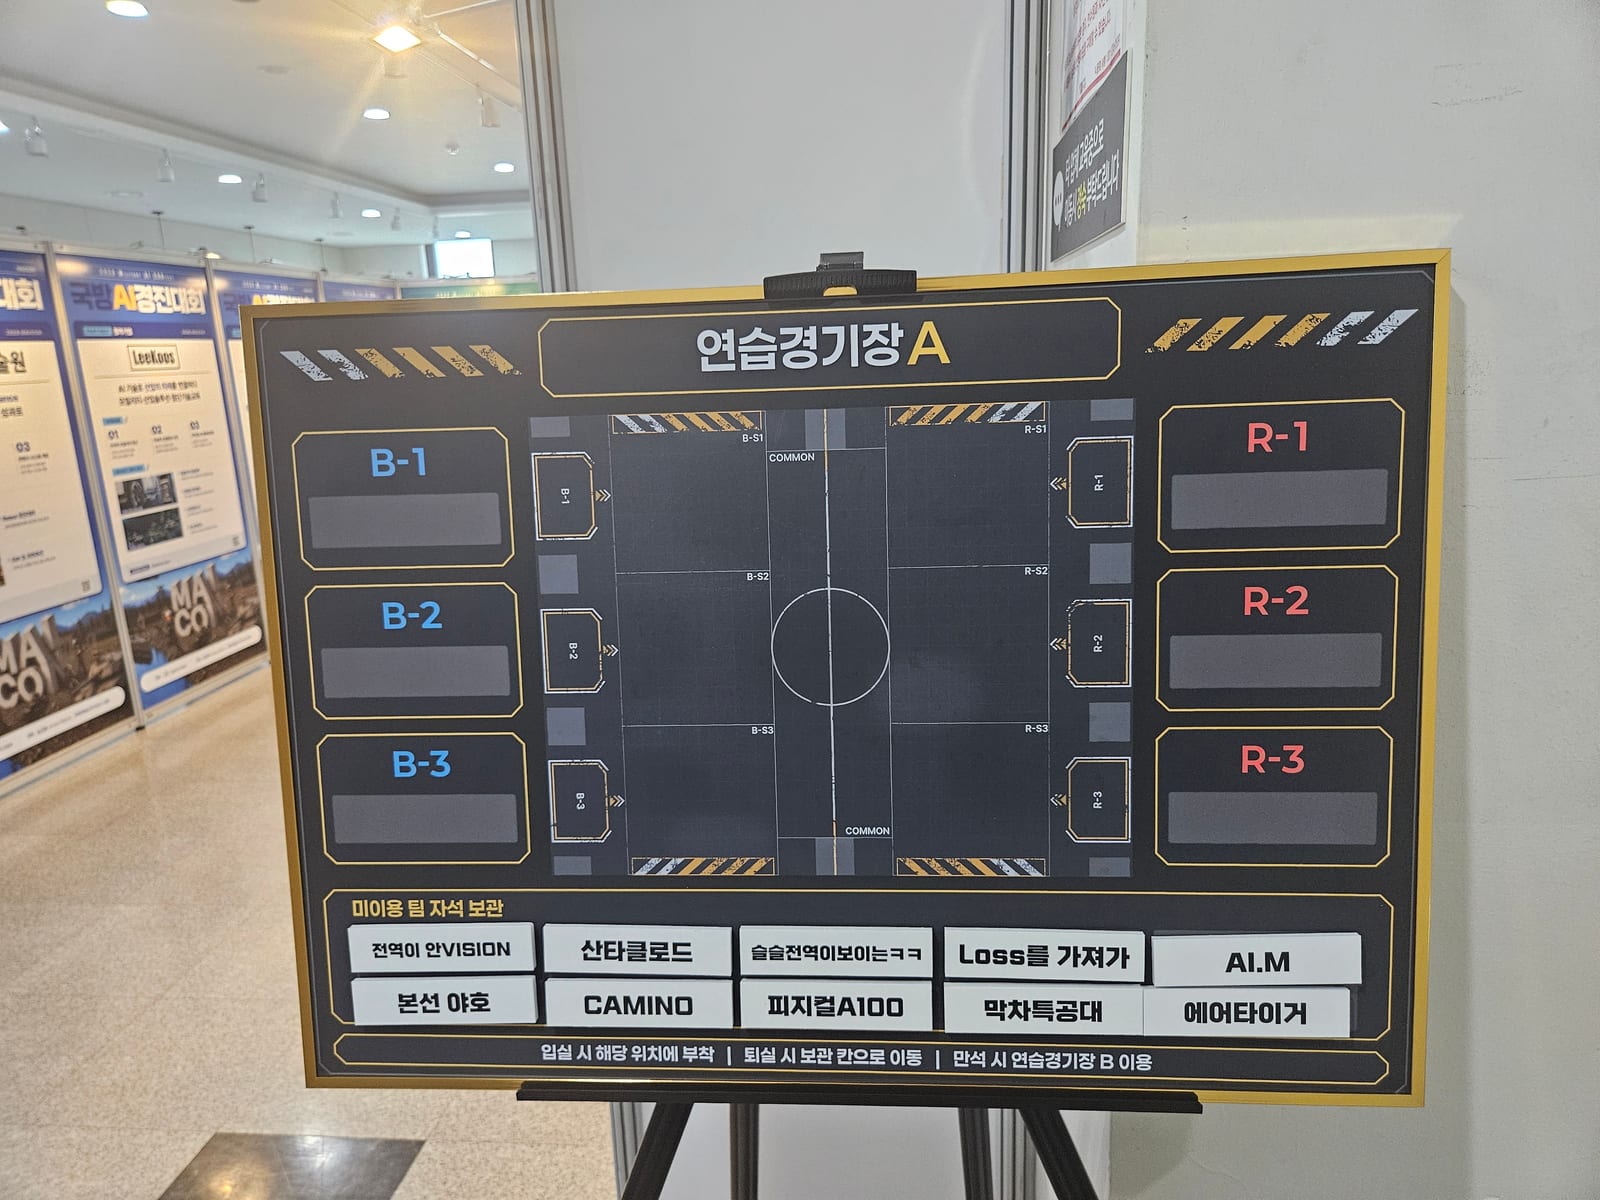 연습경기장 A
B-1
B-2
B-3
R-1
R-2
R-3
B-S1
COMMON
R-S1
B-1
R-1
B-S2
R-S2
B-2
R-2
B-S3
R-S3
B-3
R-3
COMMON
미이용 팀 자석 보관
전역이 안VISION
산타클로드
슬슬전역이보이는ㅋㅋ
Loss를 가져가
AI.M
본선 야호
CAMINO
피지컬A100
막차특공대
에어타이거
입실 시 해당 위치에 부착 | 퇴실 시 보관 칸으로 이동 | 만석 시 연습경기장 B 이용
국방AI경진대회
LeeKoos
01
02
03
MAI
CON
03